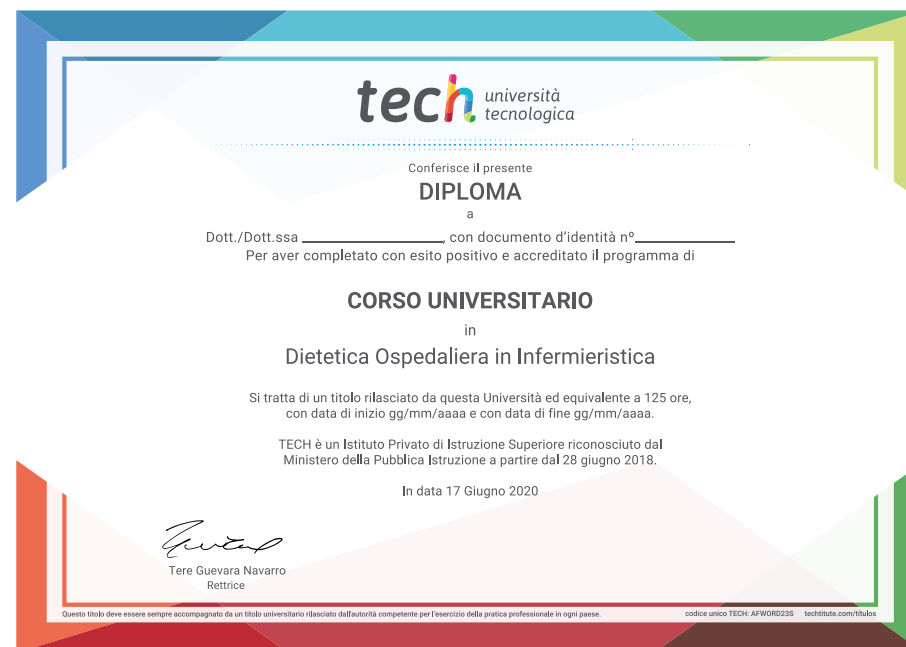 tech università
tecnologica
Conferisce il presente
DIPLOMA
a
Dott./Dott.ssa ________________, con documento d'identità nº____________
Per aver completato con esito positivo e accreditato il programma di
CORSO UNIVERSITARIO
in
Dietetica Ospedaliera in Infermieristica
Si tratta di un titolo rilasciato da questa Università ed equivalente a 125 ore,
con data di inizio gg/mm/aaaa e con data di fine gg/mm/aaaa.
TECH è un Istituto Privato di Istruzione Superiore riconosciuto dal
Ministero della Pubblica Istruzione a partire dal 28 giugno 2018.
In data 17 Giugno 2020
Tere Guevara Navarro
Rettrice
Questo titolo deve essere sempre accompagnato da un titolo universitario rilasciato dall'autorità competente per l'esercizio della pratica professionale in ogni paese.
codice unico TECH: AFWORD23S techtitute.com/titulos